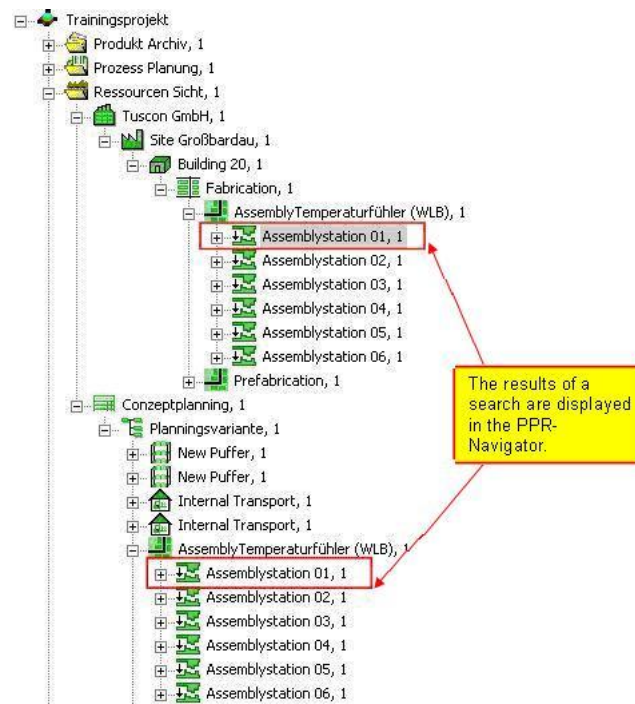 Trainingsprojekt
Produkt Archiv, 1
Prozess Planung, 1
Ressourcen Sicht, 1
Tuscon GmbH, 1
Site Großbardau, 1
Building 20, 1
Fabrication, 1
AssemblyTemperaturfühler (WLB), 1
Assemblystation 01, 1
Assemblystation 02, 1
Assemblystation 03, 1
Assemblystation 04, 1
Assemblystation 05, 1
Assemblystation 06, 1
Prefabrication, 1
The results of a
search are displayed
in the PPR-
Navigator.
Conzeptplanning, 1
Planningsvariante, 1
New Puffer, 1
New Puffer, 1
Internal Transport, 1
Internal Transport, 1
AssemblyTemperaturfühler (WLB), 1
Assemblystation 01, 1
Assemblystation 02, 1
Assemblystation 03, 1
Assemblystation 04, 1
Assemblystation 05, 1
Assemblystation 06, 1